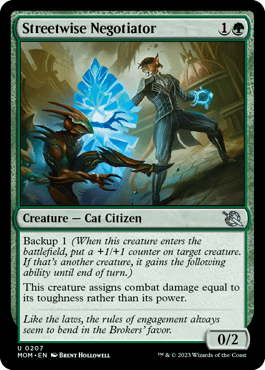 Streetwise Negotiator 1
Creature — Cat Citizen
Backup 1 (When this creature enters the
battlefield, put a +1/+1 counter on target creature.
If that's another creature, it gains the following
ability until end of turn.)
This creature assigns combat damage equal to
its toughness rather than its power.
Like the laws, the rules of engagement always
seem to bend in the Brokers' favor.
0/2
U 0207
MOM • EN Brent Hollowell
™ & © 2023 Wizards of the Coast